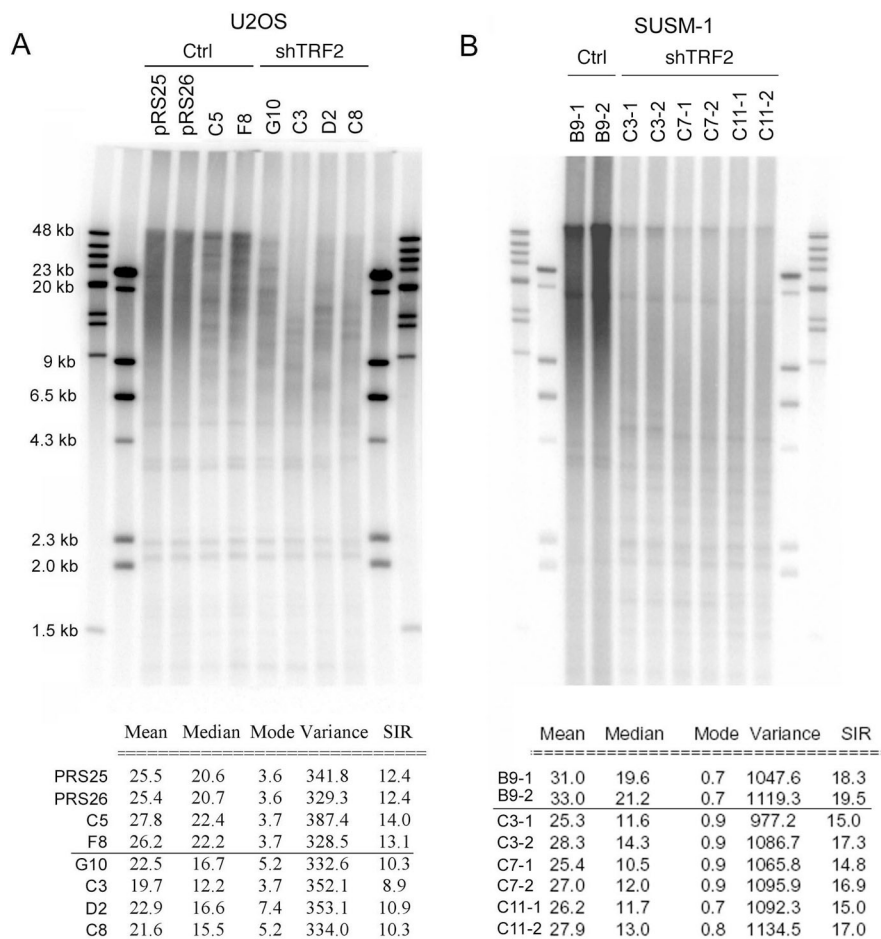 U2OS
A
Ctrl
shTRF2
pRS25
pRS26
C5
F8
G10
C3
D2
C8
48 kb
23 kb
20 kb
9 kb
6.5 kb
4.3 kb
2.3 kb
2.0 kb
1.5 kb
Mean Median Mode Variance SIR
PRS25 25.5 20.6 3.6 341.8 12.4
PRS26 25.4 20.7 3.6 329.3 12.4
C5 27.8 22.4 3.7 387.4 14.0
F8 26.2 22.2 3.7 328.5 13.1
G10 22.5 16.7 5.2 332.6 10.3
C3 19.7 12.2 3.7 352.1 8.9
D2 22.9 16.6 7.4 353.1 10.9
C8 21.6 15.5 5.2 334.0 10.3
SUSM-1
B
Ctrl
shTRF2
B9-1
B9-2
C3-1
C3-2
C7-1
C7-2
C11-1
C11-2
Mean Median Mode Variance SIR
B9-1 31.0 19.6 0.7 1047.6 18.3
B9-2 33.0 21.2 0.7 1119.3 19.5
C3-1 25.3 11.6 0.9 977.2 15.0
C3-2 28.3 14.3 0.9 1086.7 17.3
C7-1 25.4 10.5 0.9 1065.8 14.8
C7-2 27.0 12.0 0.9 1095.9 16.9
C11-1 26.2 11.7 0.7 1092.3 15.0
C11-2 27.9 13.0 0.8 1134.5 17.0